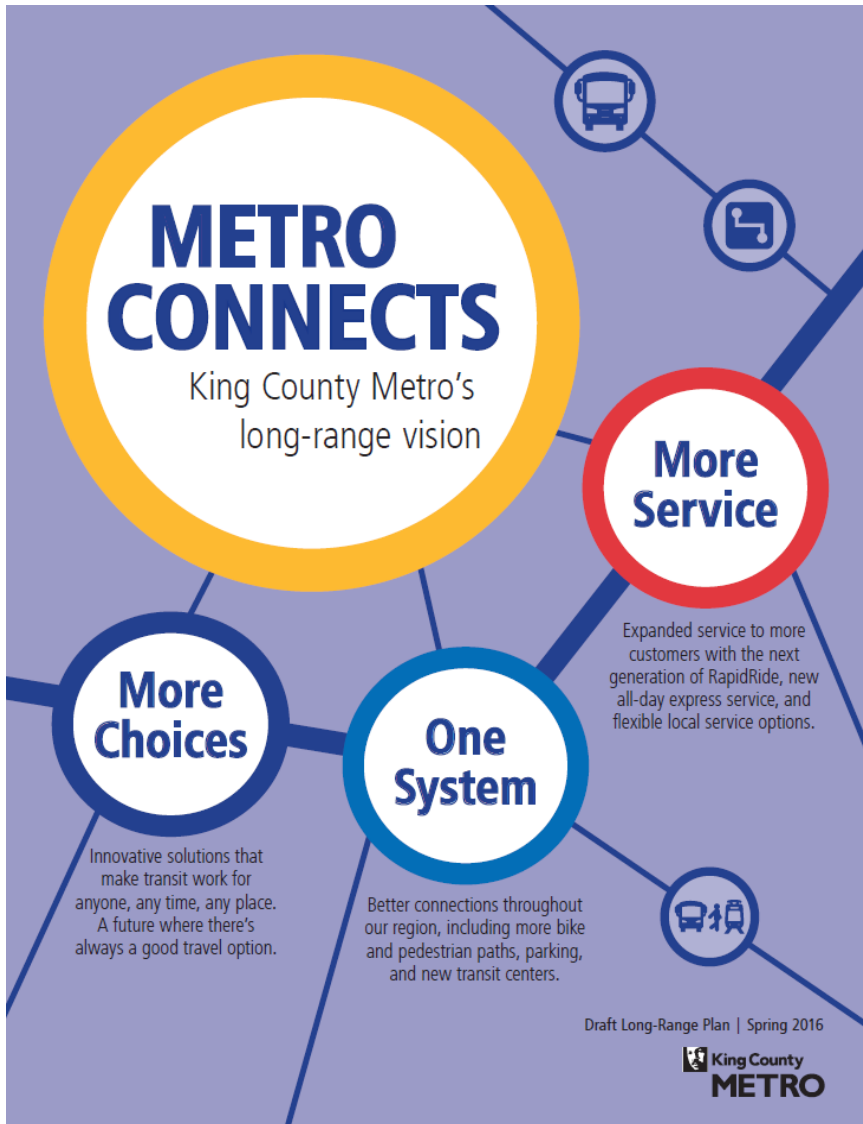 METRO
CONNECTS
King County Metro's
long-range vision
More
Service
Expanded service to more
customers with the next
generation of RapidRide, new
all-day express service, and
flexible local service options.
More
Choices
Innovative solutions that
make transit work for
anyone, any time, any place.
A future where there's
always a good travel option.
One
System
Better connections throughout
our region, including more bike
and pedestrian paths, parking,
and new transit centers.
Draft Long-Range Plan | Spring 2016
King County
METRO